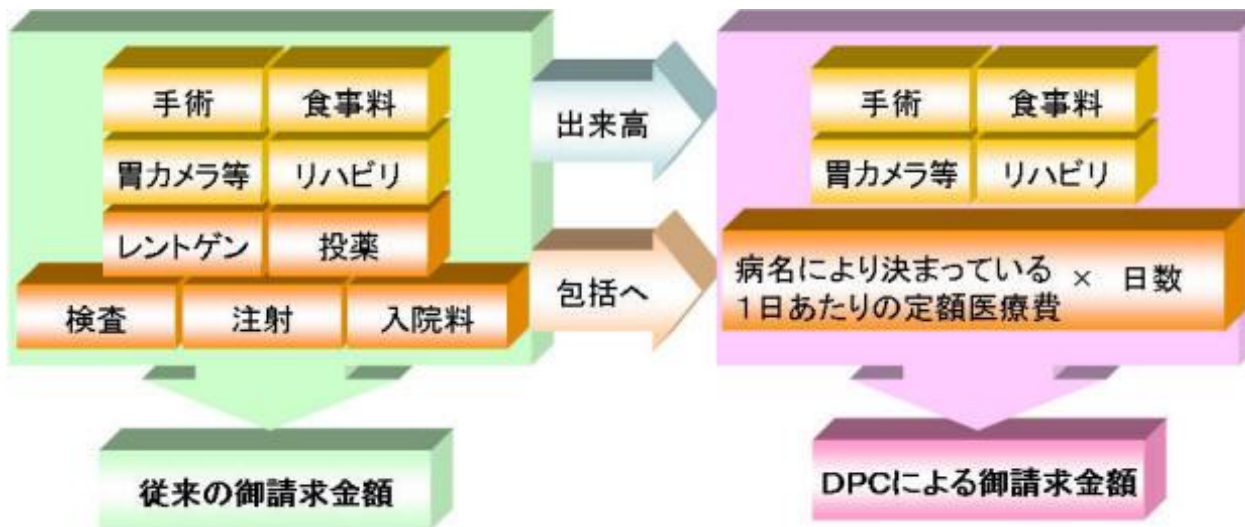 手術
食事料
胃カメラ等
リハビリ
レントゲン
投薬
検査
注射
入院料
従来の御請求金額
出来高
包括へ
手術
食事料
胃カメラ等
リハビリ
病名により決まっている
1日あたりの定額医療費
× 日数
DPCによる御請求金額